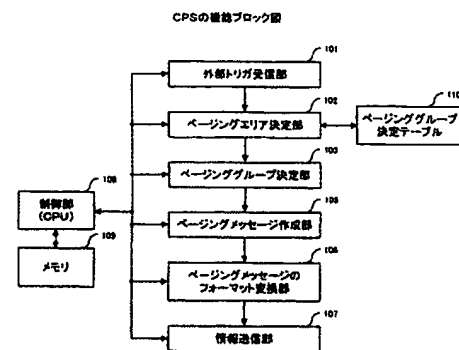 CPSの機能ブロック図
101
外部トリガ受信部
102
ページングエリア決定部
110
ページンググループ
決定テーブル
103
ページンググループ決定部
108
制御部
(CPU)
105
ページングメッセージ作成部
109
メモリ
106
ページングメッセージの
フォーマット変換部
107
情報送信部